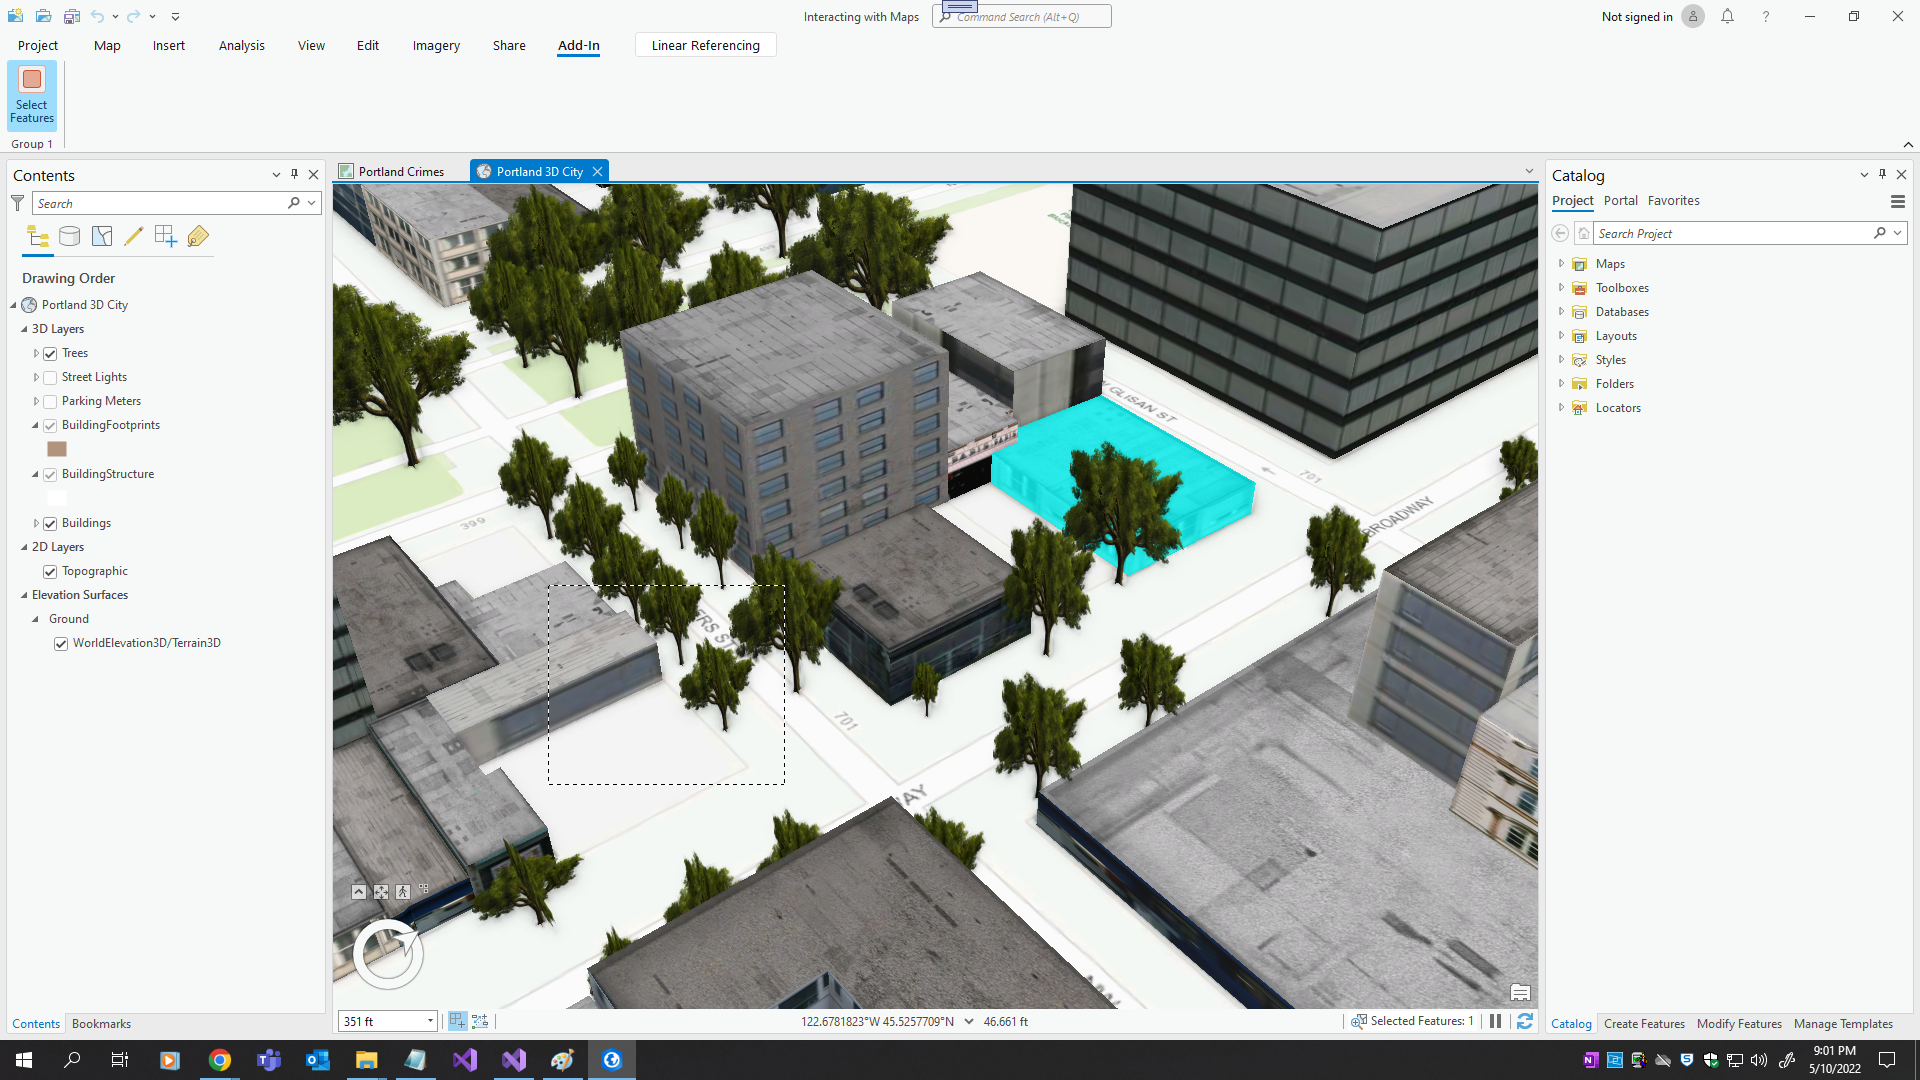 Interacting with Maps
Command Search (Alt+Q)
Not signed in
Project
Map
Insert
Analysis
View
Edit
Imagery
Share
Add-In
Linear Referencing
Select
Features
Group 1
Contents
Search
Drawing Order
Portland 3D City
3D Layers
Trees
Street Lights
Parking Meters
BuildingFootprints
BuildingStructure
Buildings
2D Layers
Topographic
Elevation Surfaces
Ground
WorldElevation3D/Terrain3D
Contents
Bookmarks
Portland Crimes
Portland 3D City
GLISAN ST
701
BROADWAY
399
ERS ST
701
WAY
351 ft
122.6781823°W 45.5257709°N
46.661 ft
Selected Features: 1
Catalog
Project
Portal
Favorites
Search Project
Maps
Toolboxes
Databases
Layouts
Styles
Folders
Locators
Catalog
Create Features
Modify Features
Manage Templates
9:01 PM
5/10/2022